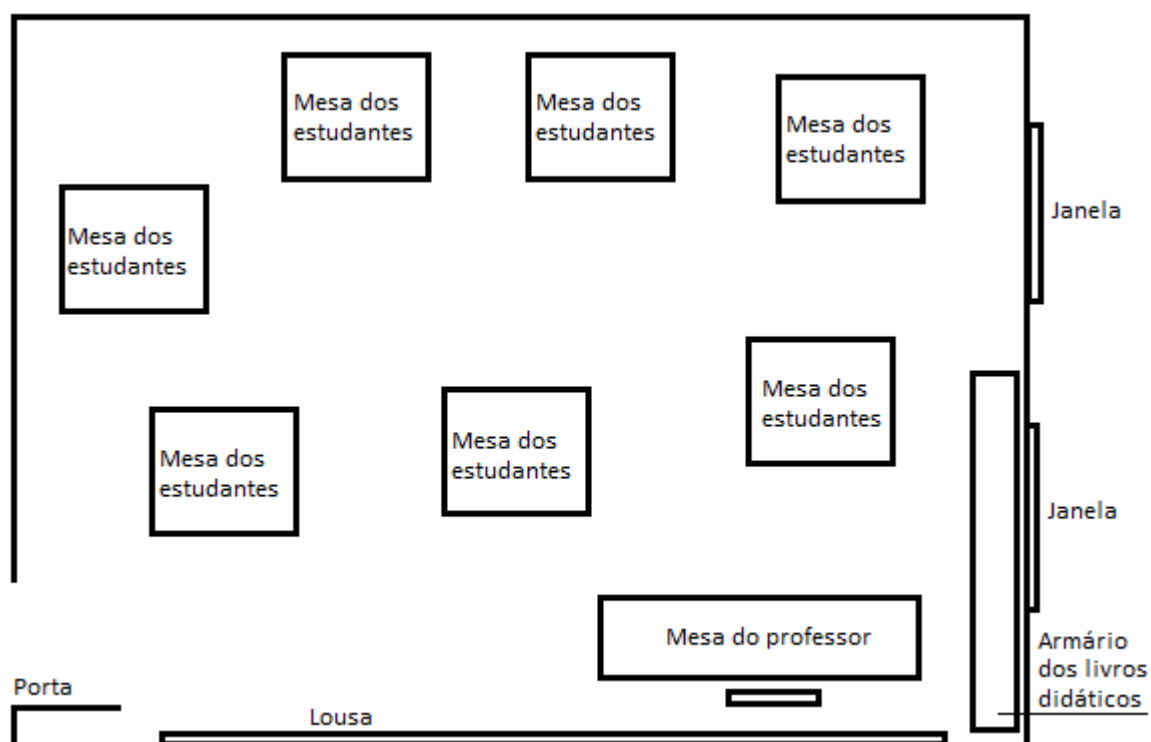 Mesa dos
estudantes
Mesa dos
estudantes
Mesa dos
estudantes
Janela
Mesa dos
estudantes
Mesa dos
estudantes
Mesa dos
estudantes
Mesa dos
estudantes
Janela
Mesa do professor
Armário
dos livros
didáticos
Porta
Lousa